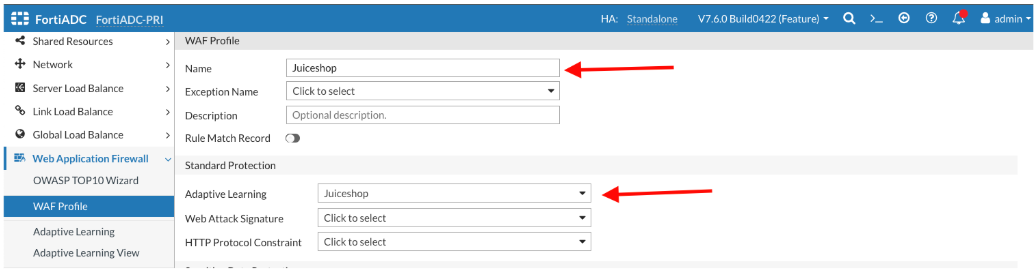 FortiADC FortiADC-PRI HA: Standalone V7.6.0 Build0422 (Feature) >_ admin
Shared Resources
Network
Server Load Balance
Link Load Balance
Global Load Balance
Web Application Firewall
OWASP TOP10 Wizard
WAF Profile
Adaptive Learning
Adaptive Learning View
WAF Profile
Name Juiceshop
Exception Name Click to select
Description Optional description.
Rule Match Record
Standard Protection
Adaptive Learning Juiceshop
Web Attack Signature Click to select
HTTP Protocol Constraint Click to select